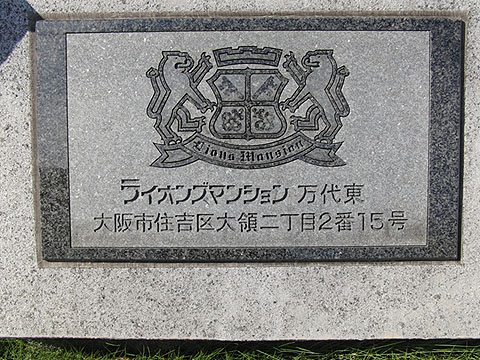 Lions Mansion
ライオンズマンション 万代東
大阪市住吉区大領二丁目2番15号